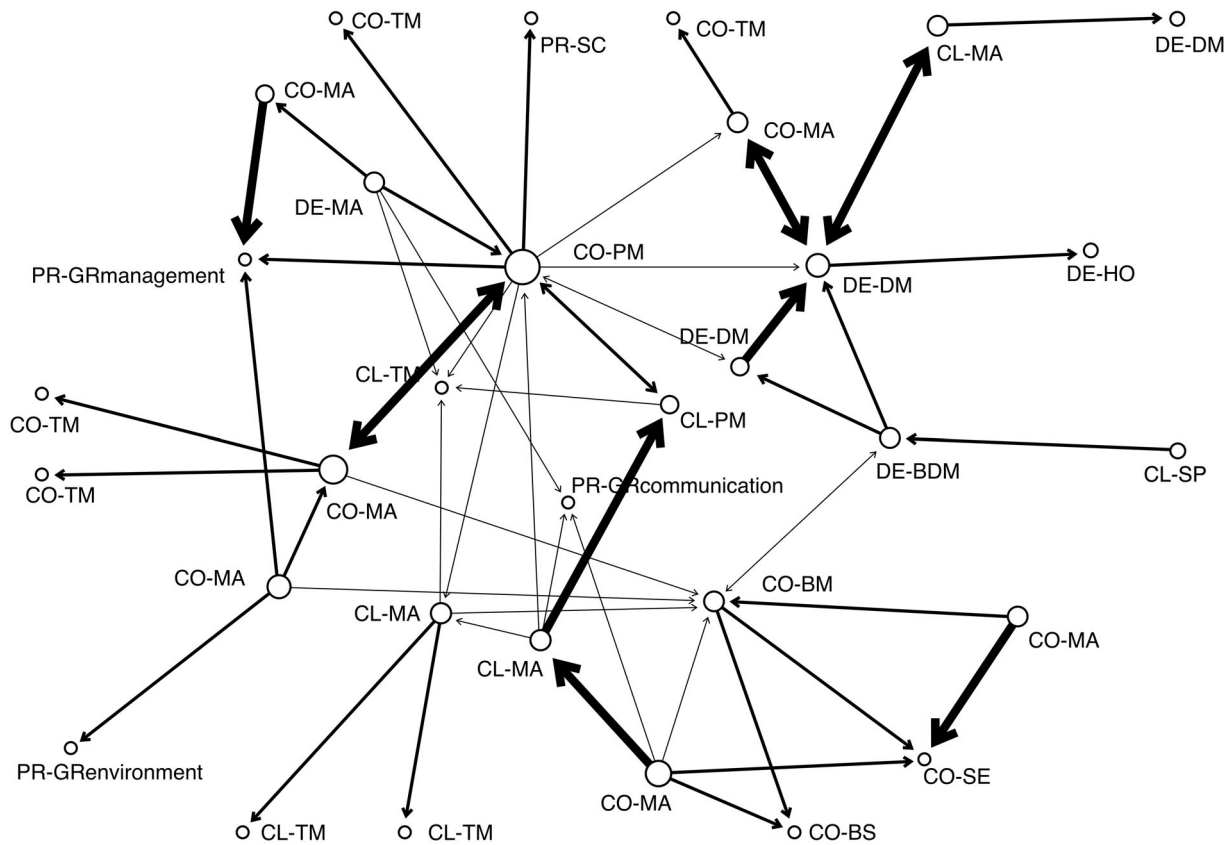 CO-TM
PR-SC
CO-TM
CL-MA
DE-DM
CO-MA
CO-MA
DE-MA
CO-PM
PR-GRmanagement
DE-DM
DE-HO
DE-DM
CL-TM
CO-TM
CL-PM
DE-BDM
CL-SP
CO-TM
PR-GRcommunication
CO-MA
CO-MA
CO-BM
CL-MA
CO-MA
CL-MA
PR-GRenvironment
CO-SE
CO-MA
CL-TM
CL-TM
CO-BS